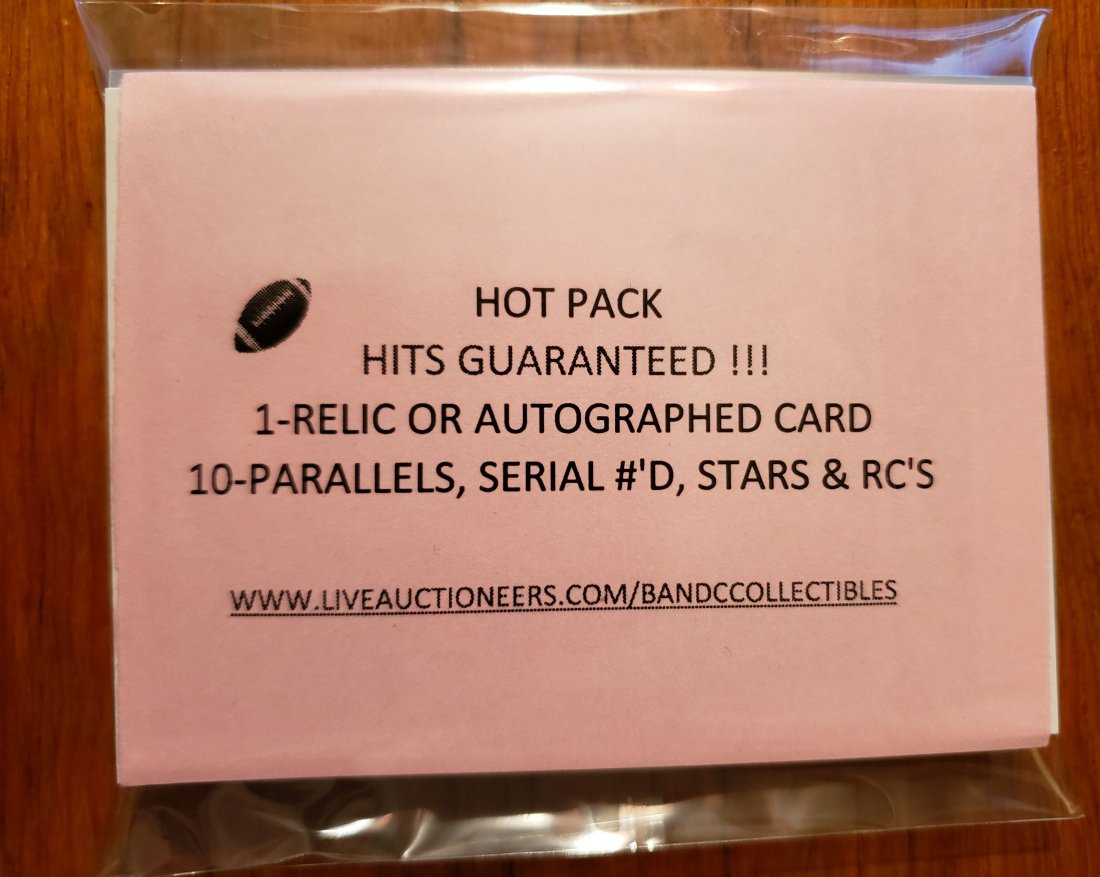 HOT PACK
HITS GUARANTEED !!!
1-RELIC OR AUTOGRAPHED CARD
10-PARALLELS, SERIAL #'D, STARS & RC'S
WWW.LIVEAUCTIONEERS.COM/BANDCCOLLECTIBLES